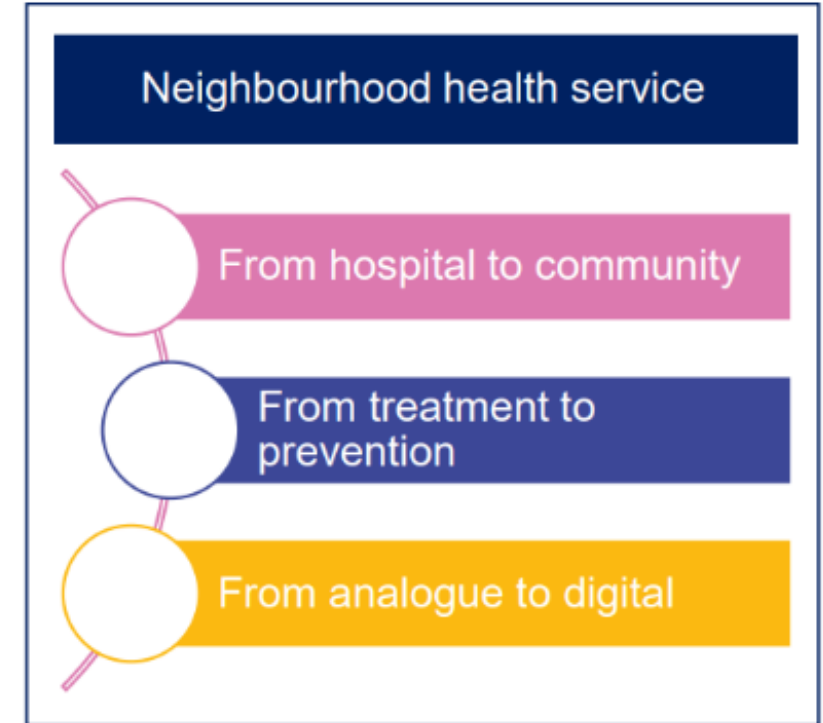 Neighbourhood health service
From hospital to community
From treatment to
prevention
From analogue to digital